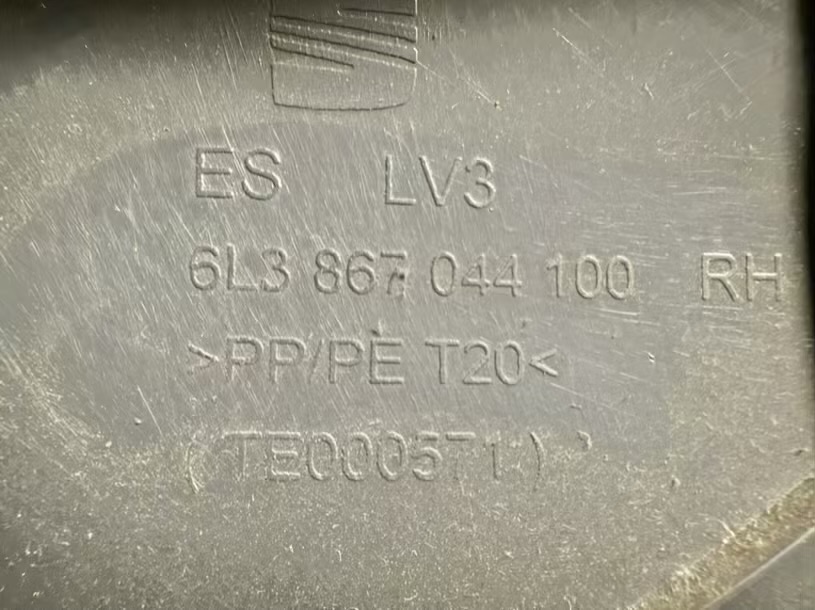 ES LV3
6L3 867 044 100 RH
>PP/PE T20<
(TE000571)